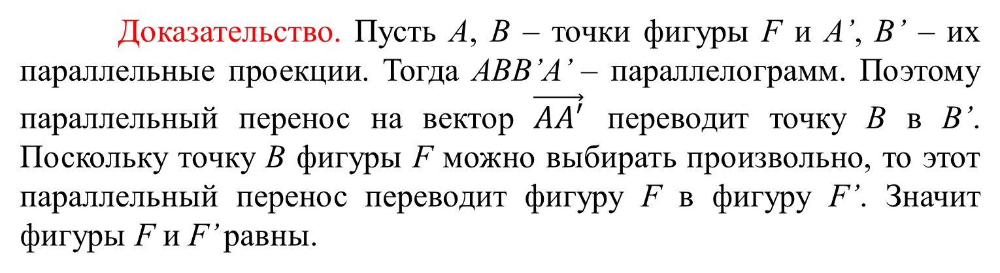 Доказательство. Пусть A, B – точки фигуры F и A’, B’ – их
параллельные проекции. Тогда ABB’A’ – параллелограмм. Поэтому
параллельный перенос на вектор $\overrightarrow{AA'}$ переводит точку B в B’.
Поскольку точку B фигуры F можно выбирать произвольно, то этот
параллельный перенос переводит фигуру F в фигуру F’. Значит
фигуры F и F’ равны.